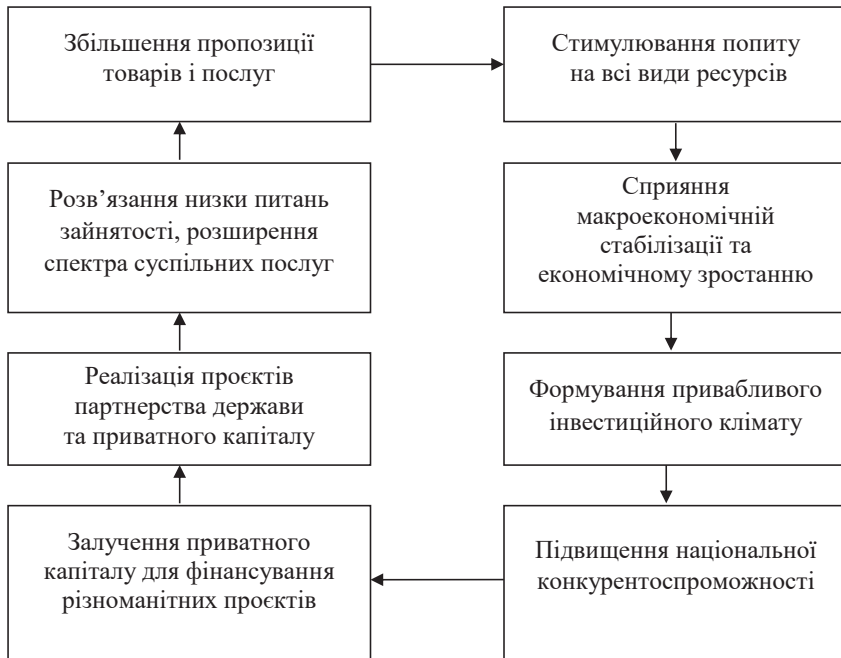 Збільшення пропозиції
товарів і послуг
Стимулювання попиту
на всі види ресурсів
Розв’язання низки питань
зайнятості, розширення
спектра суспільних послуг
Сприяння
макроекономічній
стабілізації та
економічному зростанню
Реалізація проєктів
партнерства держави
та приватного капіталу
Формування привабливого
інвестиційного клімату
Залучення приватного
капіталу для фінансування
різноманітних проєктів
Підвищення національної
конкурентоспроможності